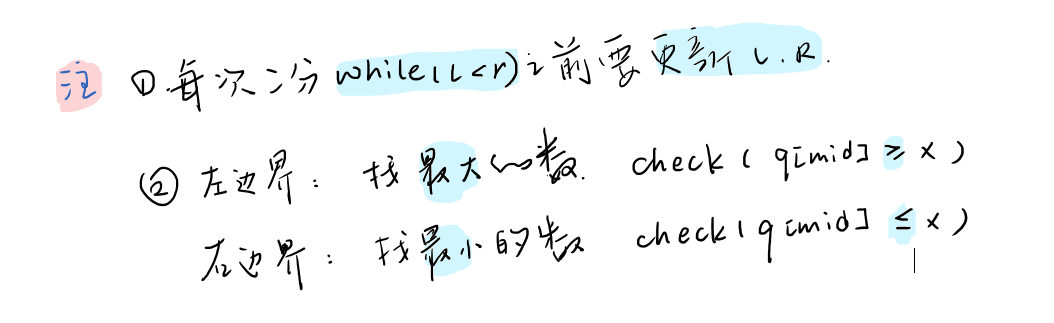 注 ① 每次二分 while(l<r)之前要更新 L.R.
② 左边界: 找最大的数. check ( q[mid] ≥ x )
右边界: 找最小的数 check ( q[mid] ≤ x )